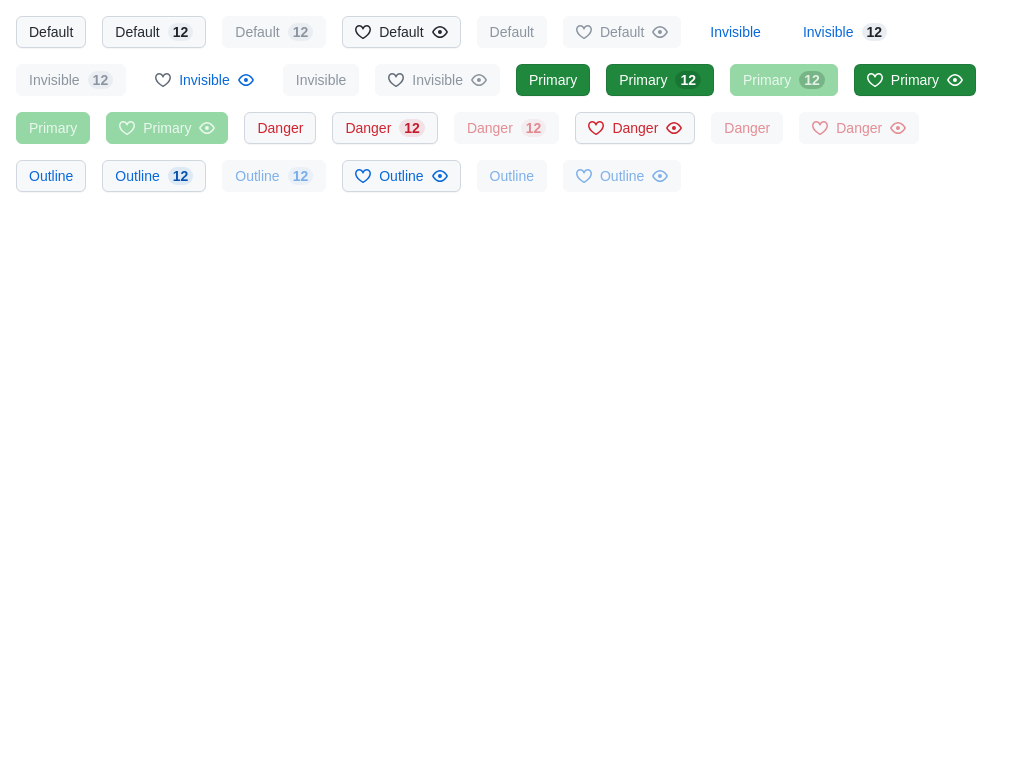 Default Default 12 Default 12 Default Default Default Invisible Invisible 12
Invisible 12 Invisible Invisible Invisible Primary Primary 12 Primary 12 Primary
Primary Primary Danger Danger 12 Danger 12 Danger Danger Danger
Outline Outline 12 Outline 12 Outline Outline Outline